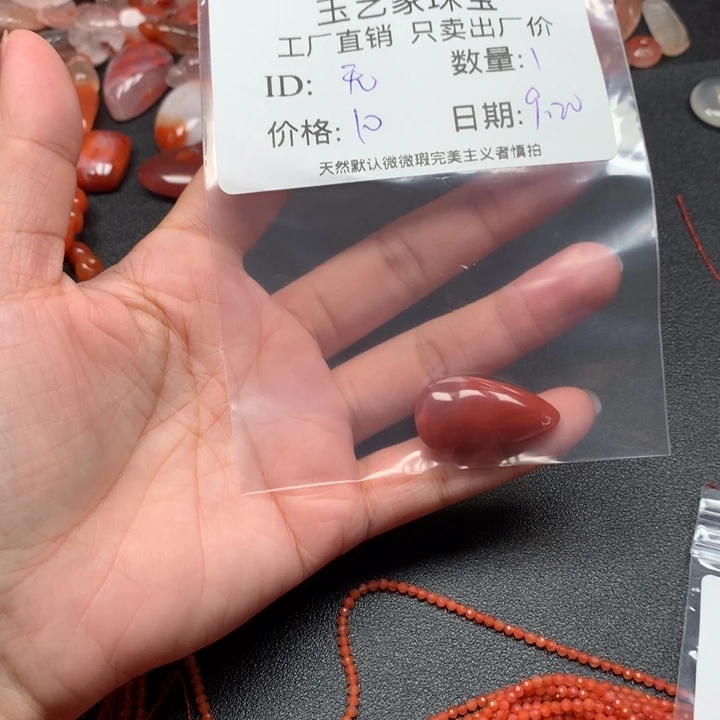 玉艺家珠宝
工厂直销 只卖出厂价
ID: 无 数量: 1
价格: 10 日期: 9.20
天然默认微微瑕完美主义者慎拍